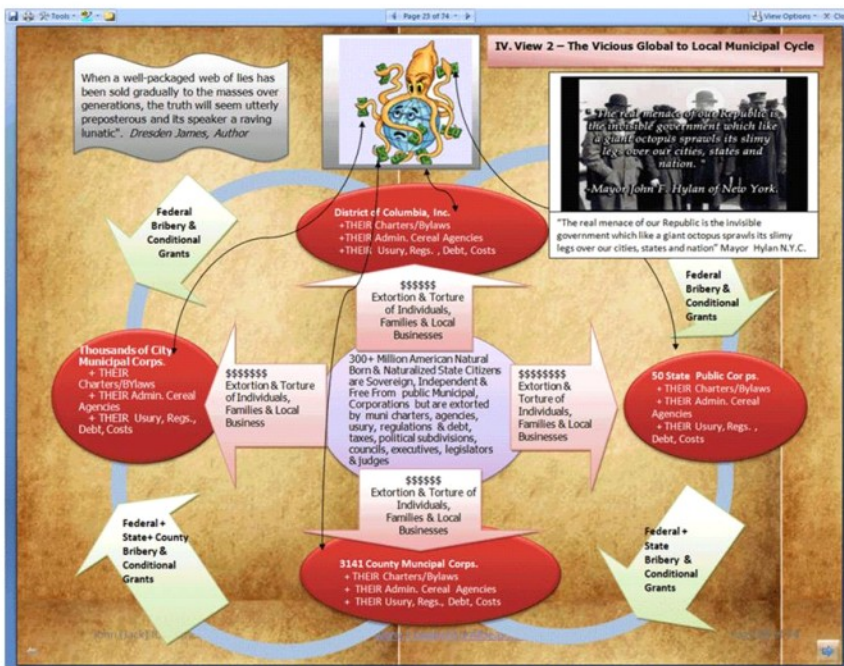 Tools
Page 23 of 74
View Options
IV. View 2 – The Vicious Global to Local Municipal Cycle
When a well-packaged web of lies has
been sold gradually to the masses over
generations, the truth will seem utterly
preposterous and its speaker a raving
lunatic". Dresden James, Author
"The real menace of our Republic is
the invisible government which like
a giant octopus sprawls its slimy
legs over our cities, states and
nation. "
-Mayor John F. Hylan of New York.
"The real menace of our Republic is the invisible
government which like a giant octopus sprawls its slimy
legs over our cities, states and nation" Mayor Hylan N.Y.C.
Federal
Bribery &
Conditional
Grants
District of Columbia, Inc.
+THEIR Charters/Bylaws
+THEIR Admin. Cereal Agencies
+THEIR Usury, Regs. , Debt, Costs
Federal
Bribery &
Conditional
Grants
$$$$$$
Extortion & Torture
of Individuals,
Families & Local
Businesses
Thousands of City
Municipal Corps.
+ THEIR
Charters/BYlaws
+ THEIR Admin. Cereal
Agencies
+ THEIR Usury, Regs.,
Debt, Costs
$$$$$$$
Extortion & Torture
of Individuals,
Families & Local
Business
300+ Million American Natural
Born & Naturalized State Citizens
are Sovereign, Independent &
Free From public Municipal,
Corporations but are extorted
by muni charters, agencies,
usury, regulations & debt,
taxes, political subdivisions,
councils, executives, legislators
& judges
$$$$$$$$
Extortion &
Torture of
Individuals,
Families & Local
Businesses
50 State Public Cor ps.
+ THEIR Charters/Bylaws
+ THEIR Admin. Cereal
Agencies
+ THEIR Usury, Regs. ,
Debt, Costs
$$$$$$
Extortion & Torture of
Individuals,
Families & Local
Businesses
Federal +
State+ County
Bribery &
Conditional
Grants
Federal +
State
Bribery &
Conditional
Grants
3141 County Muncipal Corps.
+ THEIR Charters/Bylaws
+ THEIR Admin. Cereal Agencies
+ THEIR Usury, Regs., Debt, Costs